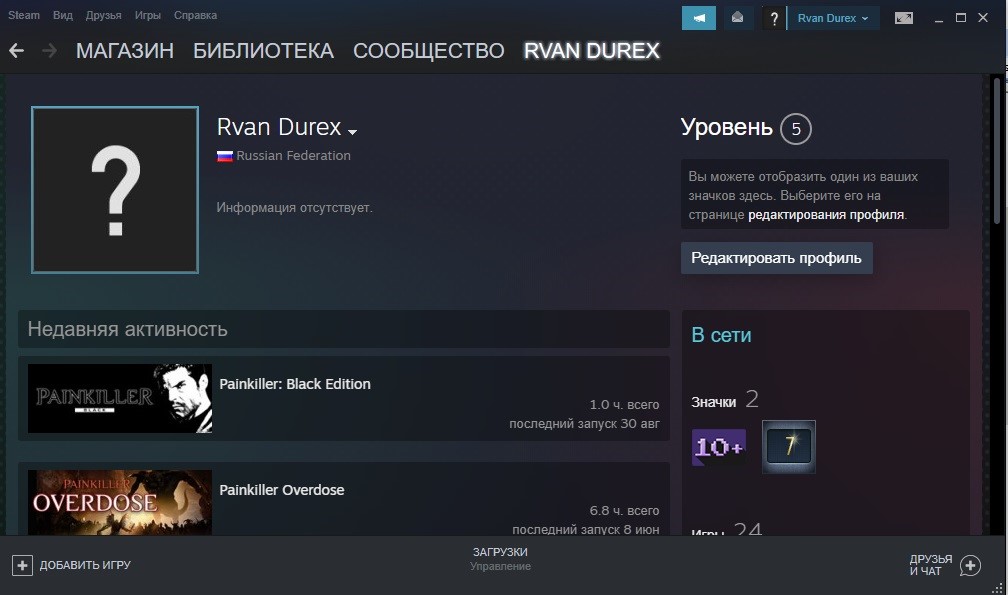 Steam Вид Друзья Игры Справка
? Rvan Durex
МАГАЗИН БИБЛИОТЕКА СООБЩЕСТВО RVAN DUREX
?
Rvan Durex
Russian Federation
Информация отсутствует.
Уровень 5
Вы можете отобразить один из ваших
значков здесь. Выберите его на
странице редактирования профиля.
Редактировать профиль
Недавняя активность
PAINKILLER
BLACK
Painkiller: Black Edition
1.0 ч. всего
последний запуск 30 авг
PAINKILLER
OVERDOSE
Painkiller Overdose
6.8 ч. всего
последний запуск 8 июн
В сети
Значки 2
10+ 7
Игры 24
ДОБАВИТЬ ИГРУ
ЗАГРУЗКИ
Управление
ДРУЗЬЯ
И ЧАТ